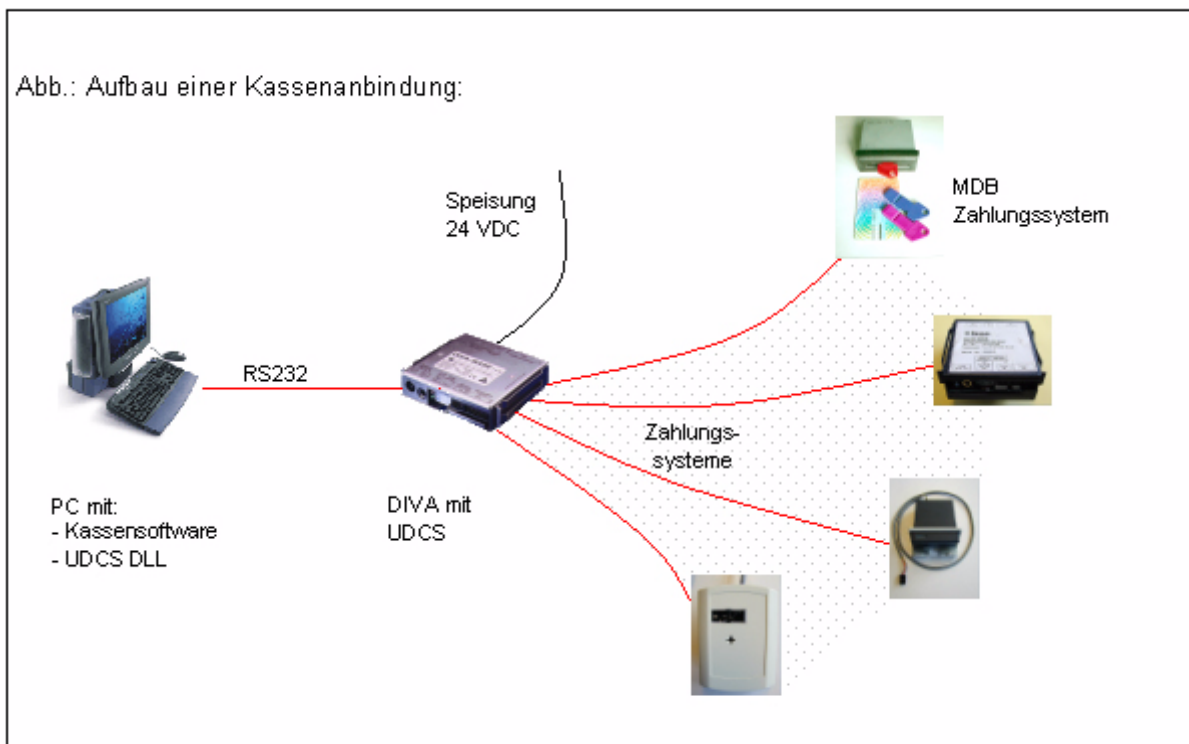 Abb.: Aufbau einer Kassenanbindung:
Speisung
24 VDC
MDB
Zahlungssystem
RS232
Zahlungs-
systeme
PC mit:
- Kassensoftware
- UDCS DLL
DIVA mit
UDCS